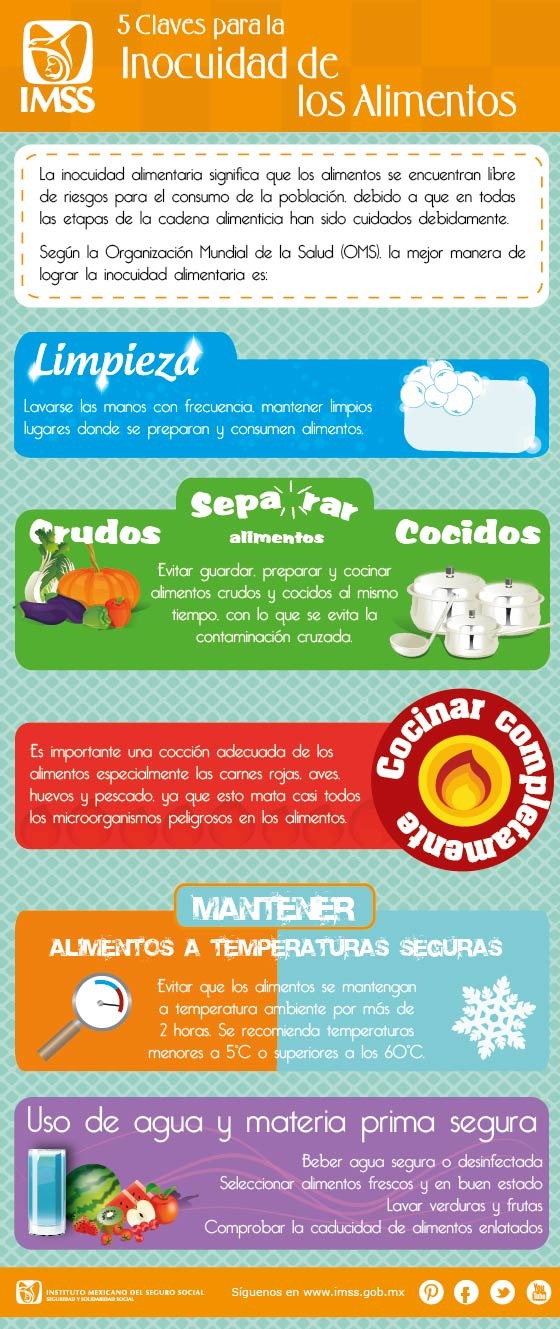 5 Claves para la
Inocuidad de
los Alimentos
IMSS
La inocuidad alimentaria significa que los alimentos se encuentran libre
de riesgos para el consumo de la población, debido a que en todas
las etapas de la cadena alimenticia han sido cuidados debidamente.
Según la Organización Mundial de la Salud (OMS), la mejor manera de
lograr la inocuidad alimentaria es:
Limpieza
Lavarse las manos con frecuencia, mantener limpios
lugares donde se preparan y consumen alimentos.
Separar
alimentos
Crudos
Cocidos
Evitar guardar, preparar y cocinar
alimentos crudos y cocidos al mismo
tiempo, con lo que se evita la
contaminación cruzada.
Cocinar completamente
Es importante una cocción adecuada de los
alimentos especialmente las carnes rojas, aves,
huevos y pescado, ya que esto mata casi todos
los microorganismos peligrosos en los alimentos.
MANTENER
ALIMENTOS A TEMPERATURAS SEGURAS
Evitar que los alimentos se mantengan
a temperatura ambiente por más de
2 horas. Se recomienda temperaturas
menores a 5°C o superiores a los 60°C.
Uso de agua y materia prima segura
Beber agua segura o desinfectada
Seleccionar alimentos frescos y en buen estado
Lavar verduras y frutas
Comprobar la caducidad de alimentos enlatados
INSTITUTO MEXICANO DEL SEGURO SOCIAL
SEGURIDAD Y SOLIDARIDAD SOCIAL
Síguenos en www.imss.gob.mx
You Tube